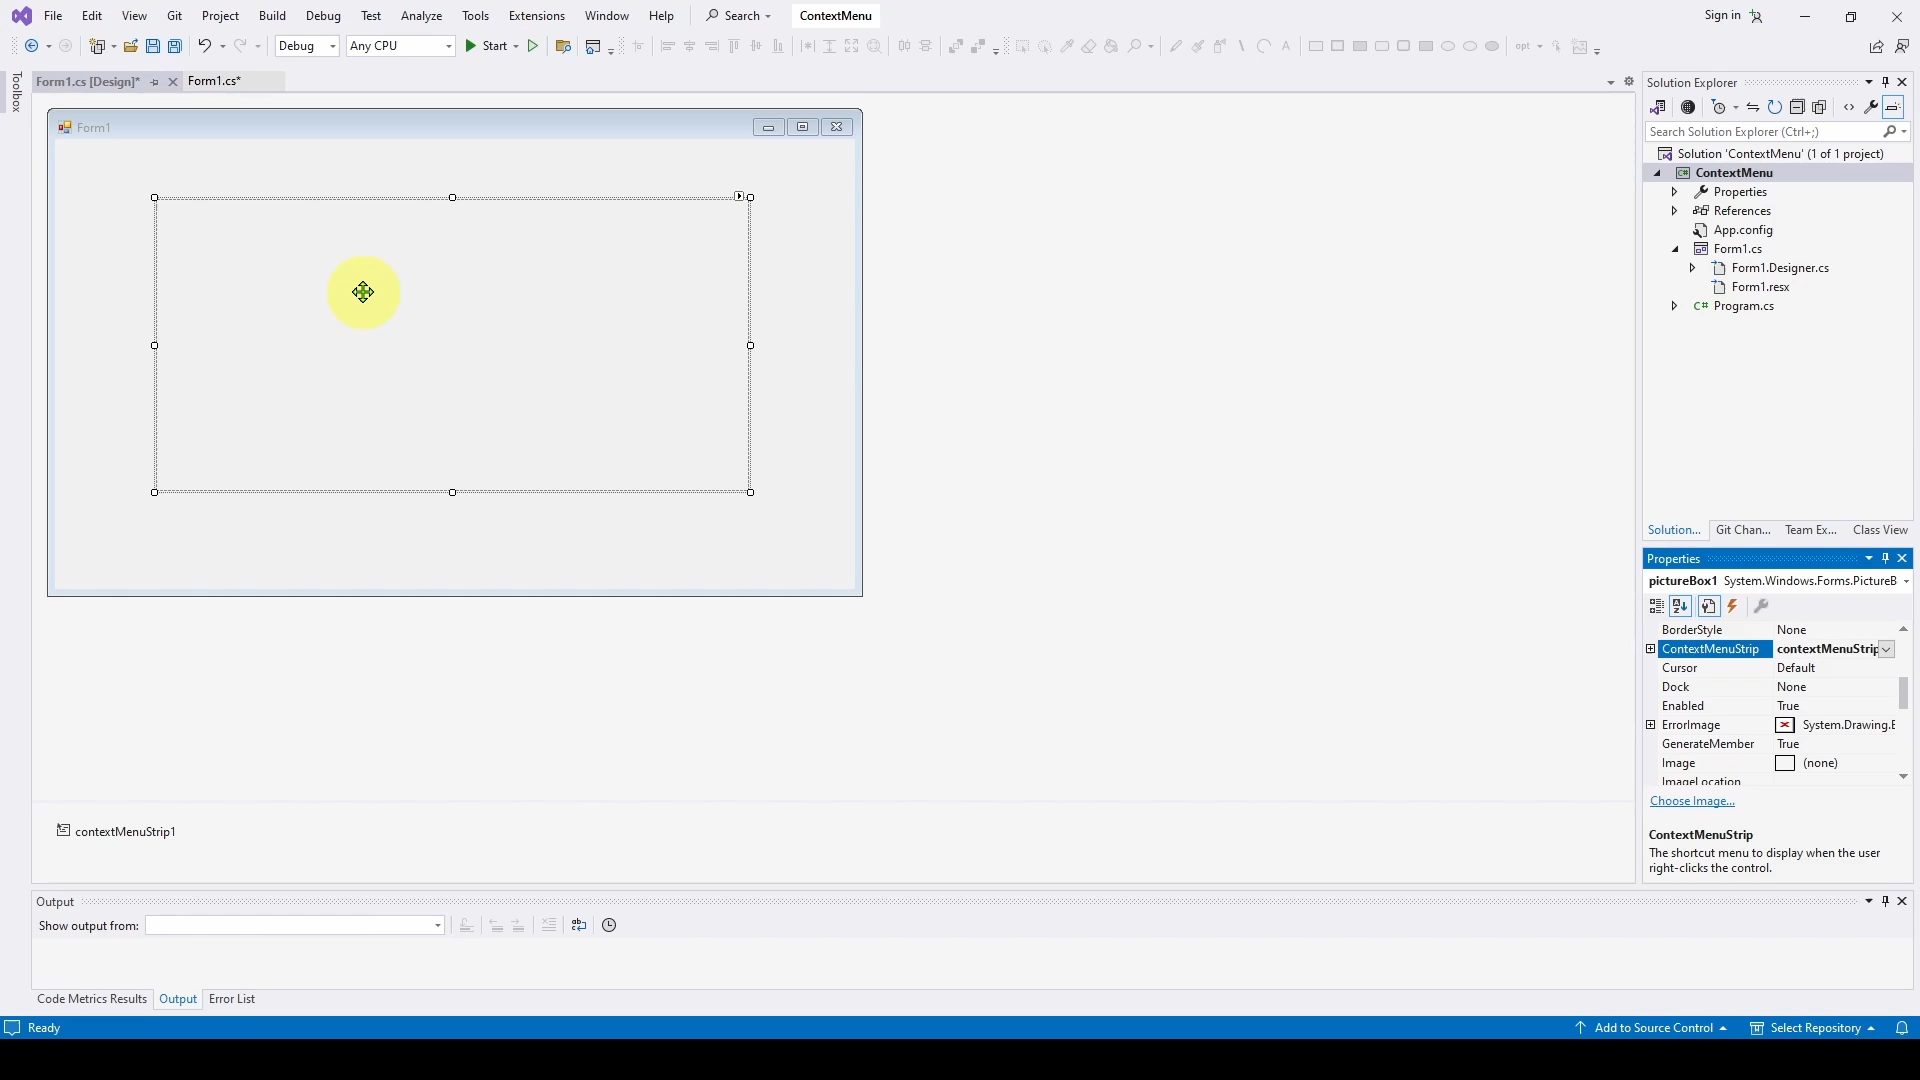 File Edit View Git Project Build Debug Test Analyze Tools Extensions Window Help Search ContextMenu Sign in
Debug Any CPU Start opt
Toolbox
Form1.cs [Design]* Form1.cs*
Form1
contextMenuStrip1
Solution Explorer
Search Solution Explorer (Ctrl+;)
Solution 'ContextMenu' (1 of 1 project)
C# ContextMenu
Properties
References
App.config
Form1.cs
Form1.Designer.cs
Form1.resx
C# Program.cs
Solution... Git Chan... Team Ex... Class View
Properties
pictureBox1 System.Windows.Forms.PictureB
BorderStyle None
ContextMenuStrip contextMenuStrip
Cursor Default
Dock None
Enabled True
ErrorImage System.Drawing.E
GenerateMember True
Image (none)
ImageLocation
Choose Image...
ContextMenuStrip
The shortcut menu to display when the user
right-clicks the control.
Output
Show output from:
Code Metrics Results Output Error List
Ready Add to Source Control Select Repository